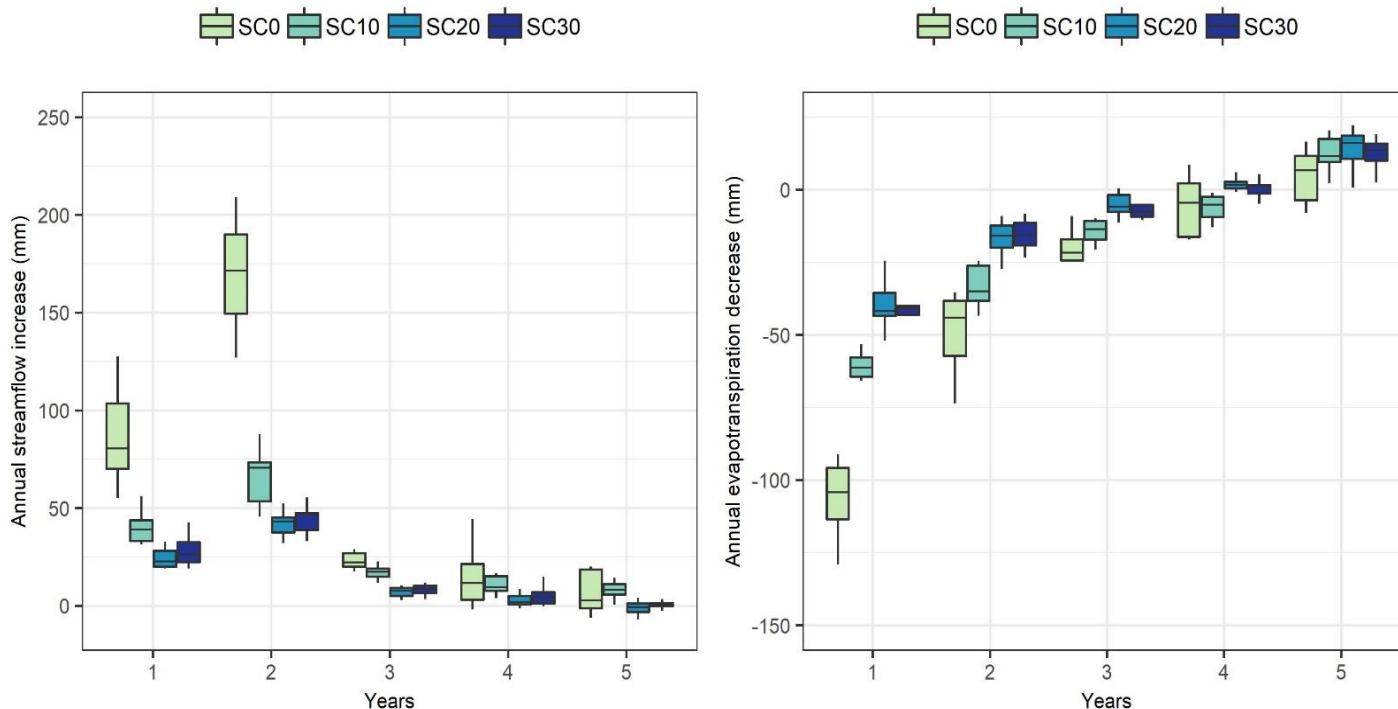 SC0 SC10 SC20 SC30
Annual streamflow increase (mm)
250
200
150
100
50
0
1 2 3 4 5
Years
SC0 SC10 SC20 SC30
Annual evapotranspiration decrease (mm)
0
-50
-100
-150
1 2 3 4 5
Years